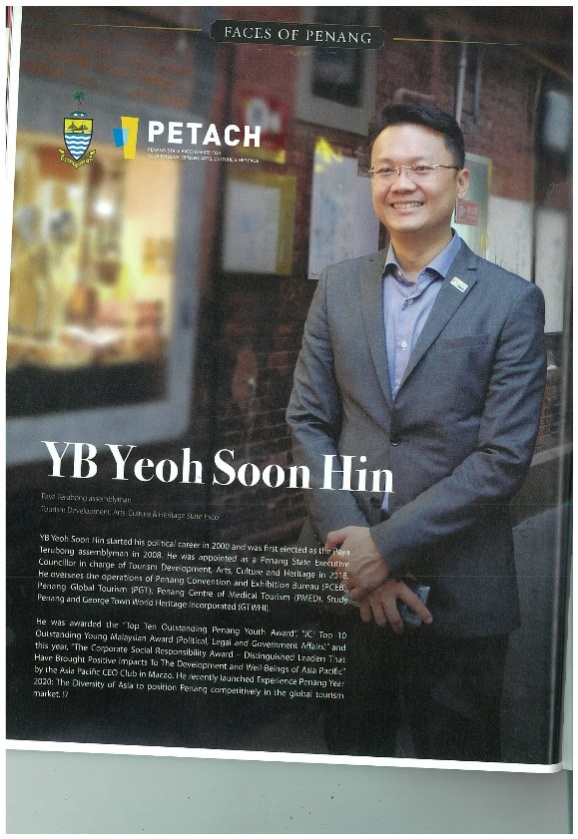 FACES OF PENANG
PETACH
YB Yeoh Soon Hin
Paya Terubong assemblyman
Tourism Development, Arts, Culture & Heritage State Exco
YB Yeoh Soon Hin started his political career in 2000 and was first elected as the Paya
Terubong assemblyman in 2008. He was appointed as a Penang State Executive
Councillor in charge of Tourism Development, Arts, Culture and Heritage in 2018.
He oversees the operations of Penang Convention and Exhibition Bureau (PCEB),
Penang Global Tourism (PGT), Penang Centre of Medical Tourism (PMED), Study
Penang and George Town World Heritage Incorporated (GTWHI).
He was awarded the "Top Ten Outstanding Penang Youth Award", "JCI Top 10
Outstanding Young Malaysian Award (Political, Legal and Government Affairs)" and
this year, "The Corporate Social Responsibility Award – Distinguished Leaders That
Have Brought Positive Impacts To The Development and Well-Beings of Asia Pacific"
by the Asia Pacific CEO Club in Macao. He recently launched Experience Penang Year
2020: The Diversity of Asia to position Penang competitively in the global tourism
market.